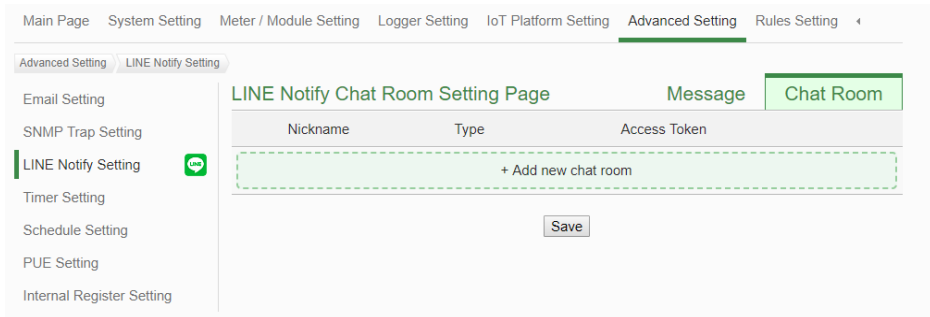 Main Page System Setting Meter / Module Setting Logger Setting IoT Platform Setting Advanced Setting Rules Setting
Advanced Setting LINE Notify Setting
Email Setting
SNMP Trap Setting
LINE Notify Setting LINE
Timer Setting
Schedule Setting
PUE Setting
Internal Register Setting
LINE Notify Chat Room Setting Page Message Chat Room
Nickname Type Access Token
+ Add new chat room
Save